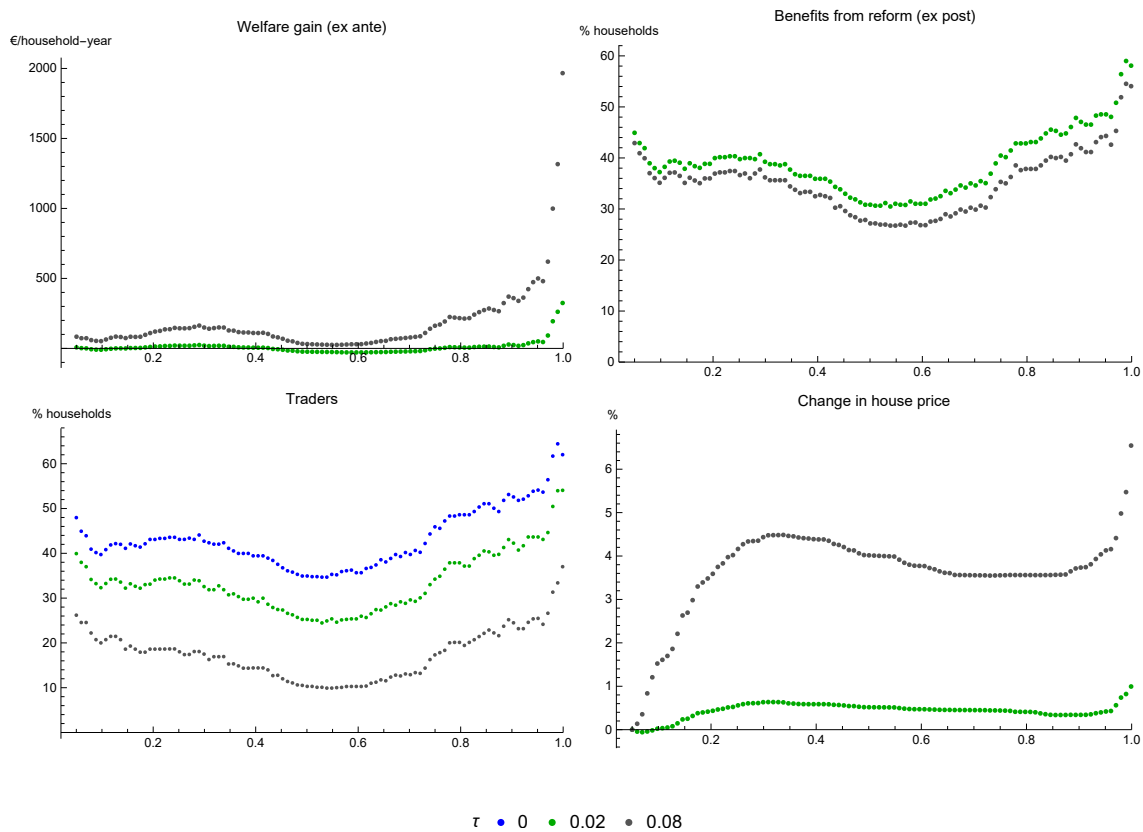 Welfare gain (ex ante)
€/household−year
2000
1500
1000
500
0.2 0.4 0.6 0.8 1.0
Benefits from reform (ex post)
% households
60
50
40
30
20
10
0
0.2 0.4 0.6 0.8 1.0
Traders
% households
60
50
40
30
20
10
0.2 0.4 0.6 0.8 1.0
Change in house price
%
6
5
4
3
2
1
0
0.2 0.4 0.6 0.8 1.0
τ 0 0.02 0.08